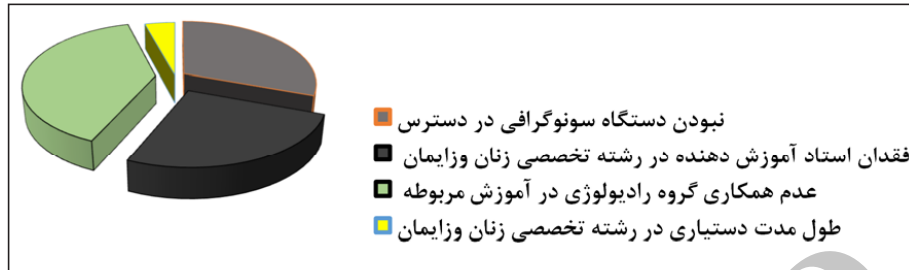 نبودن دستگاه سونوگرافی در دسترس
فقدان استاد آموزش دهنده در رشته تخصصی زنان وزایمان
عدم همکاری گروه رادیولوژی در آموزش مربوطه
طول مدت دستیاری در رشته تخصصی زنان وزایمان